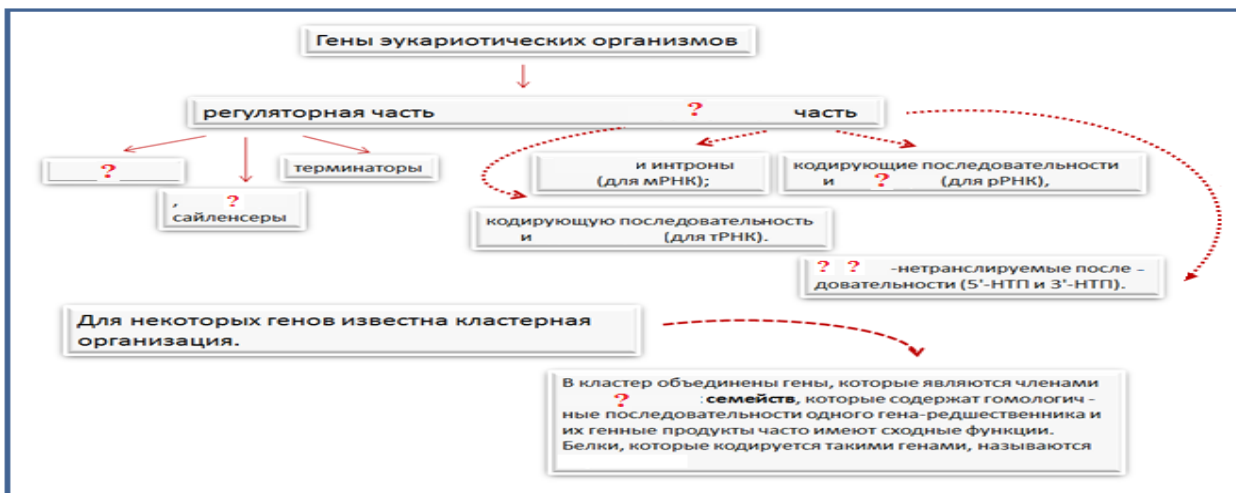 Гены эукариотических организмов
регуляторная часть ? часть
? 
, ?
сайленсеры
терминаторы
и интроны
(для мРНК);
кодирующие последовательности
и ? (для рРНК),
кодирующую последовательность
и (для тРНК).
? ? -нетранслируемые после -
довательности (5'-НТП и 3'-НТП).
Для некоторых генов известна кластерная
организация.
В кластер объединены гены, которые являются членами
? семейств, которые содержат гомологич -
ные последовательности одного гена-редшественника и
их генные продукты часто имеют сходные функции.
Белки, которые кодируется такими генами, называются